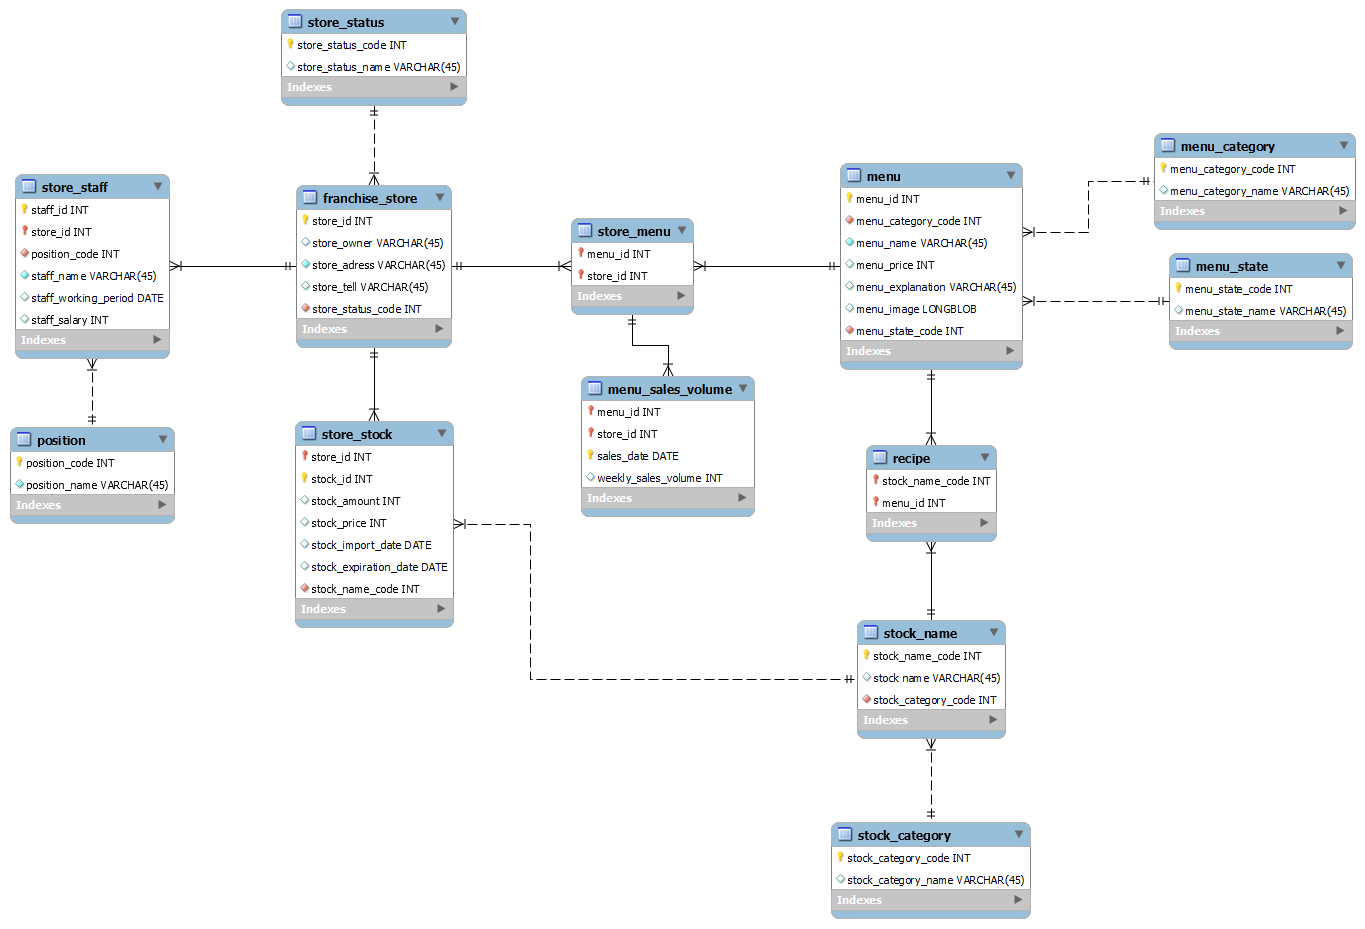 store_status
store_status_code INT
store_status_name VARCHAR(45)
Indexes
store_staff
staff_id INT
store_id INT
position_code INT
staff_name VARCHAR(45)
staff_working_period DATE
staff_salary INT
Indexes
franchise_store
store_id INT
store_owner VARCHAR(45)
store_adress VARCHAR(45)
store_tell VARCHAR(45)
store_status_code INT
Indexes
store_menu
menu_id INT
store_id INT
Indexes
menu
menu_id INT
menu_category_code INT
menu_name VARCHAR(45)
menu_price INT
menu_explanation VARCHAR(45)
menu_image LONGBLOB
menu_state_code INT
Indexes
menu_category
menu_category_code INT
menu_category_name VARCHAR(45)
Indexes
menu_state
menu_state_code INT
menu_state_name VARCHAR(45)
Indexes
position
position_code INT
position_name VARCHAR(45)
Indexes
store_stock
store_id INT
stock_id INT
stock_amount INT
stock_price INT
stock_import_date DATE
stock_expiration_date DATE
stock_name_code INT
Indexes
menu_sales_volume
menu_id INT
store_id INT
sales_date DATE
weekly_sales_volume INT
Indexes
recipe
stock_name_code INT
menu_id INT
Indexes
stock_name
stock_name_code INT
stock name VARCHAR(45)
stock_category_code INT
Indexes
stock_category
stock_category_code INT
stock_category_name VARCHAR(45)
Indexes